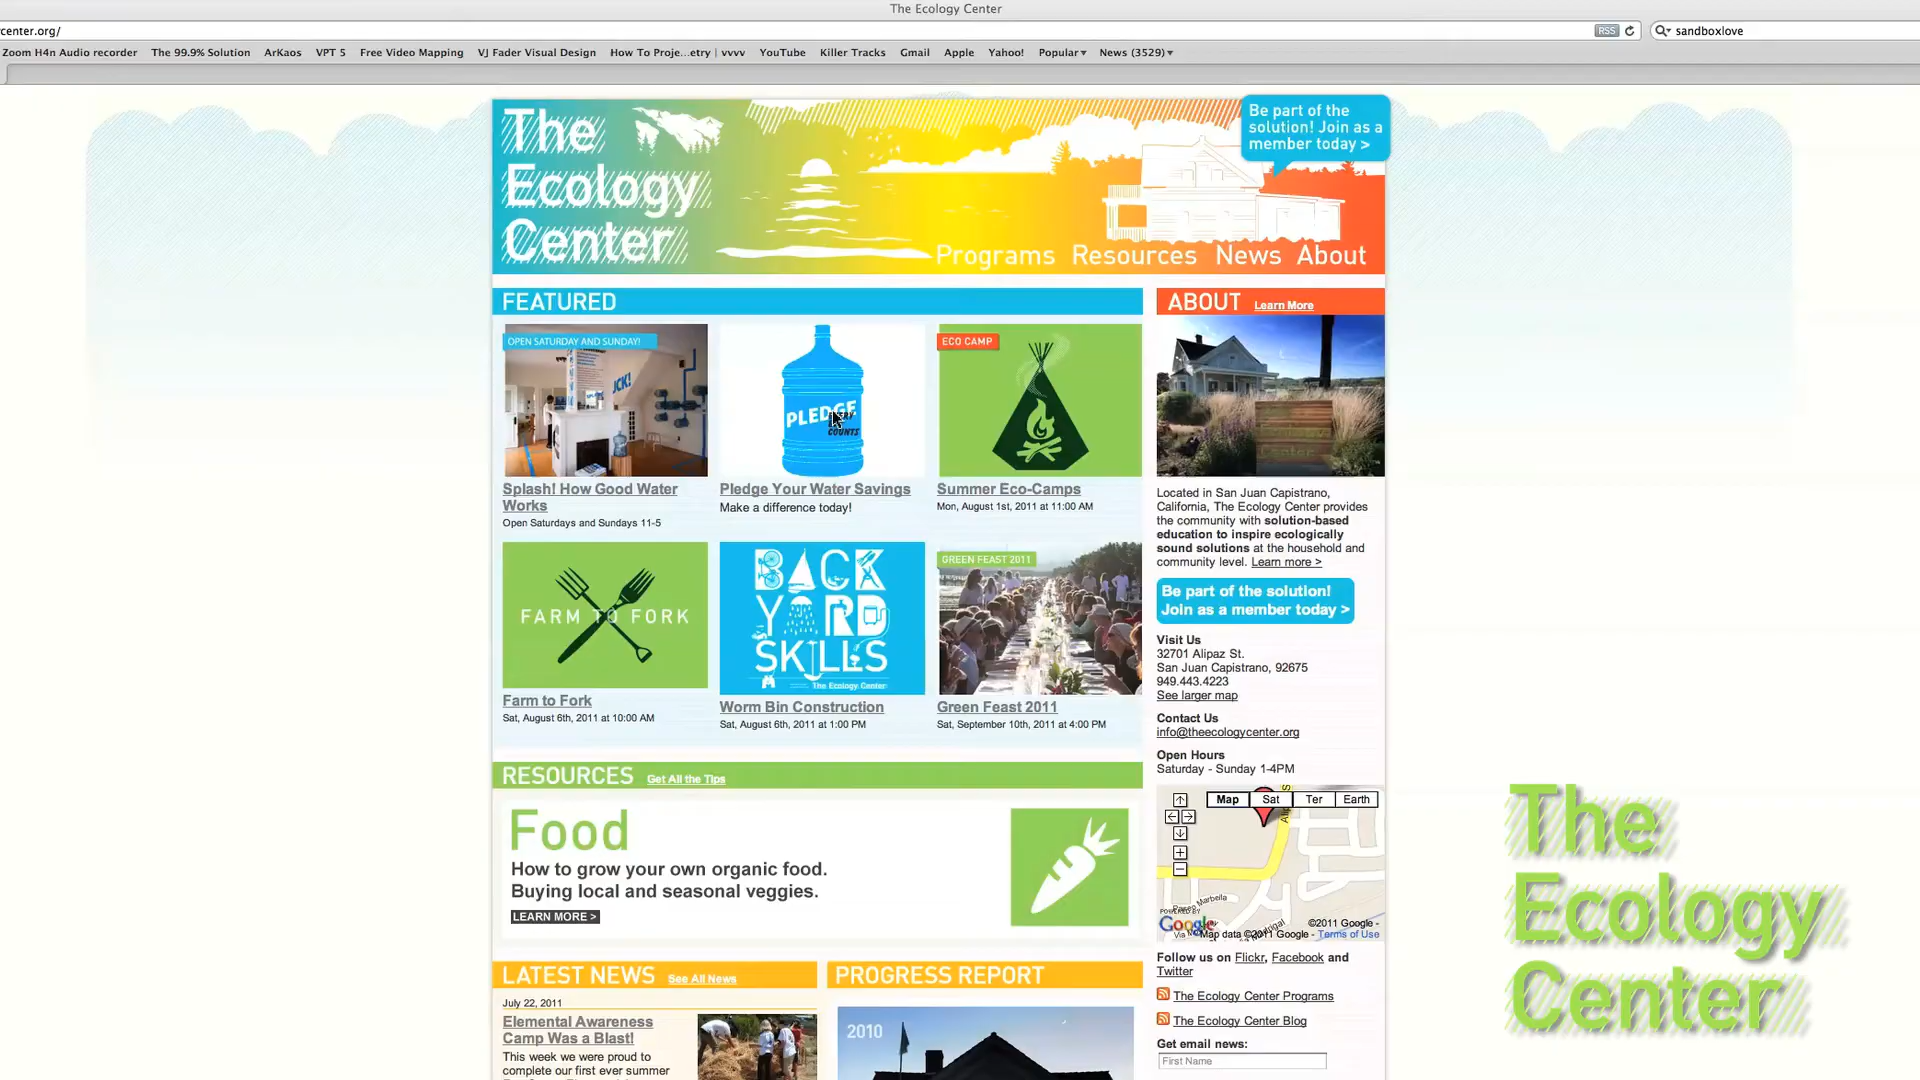 The Ecology Center
center.org/
RSS
sandboxlove
Zoom H4n Audio recorder The 99.9% Solution ArKaos VPT 5 Free Video Mapping VJ Fader Visual Design How To Proje...etry | vvvv YouTube Killer Tracks Gmail Apple Yahoo! Popular News (3529)
The
Ecology
Center
Be part of the
solution! Join as a
member today >
Programs Resources News About
FEATURED
OPEN SATURDAY AND SUNDAY!
Splash! How Good Water
Works
Open Saturdays and Sundays 11-5
PLEDGE
COUNTS
Pledge Your Water Savings
Make a difference today!
ECO CAMP
Summer Eco-Camps
Mon, August 1st, 2011 at 11:00 AM
FARM TO FORK
Farm to Fork
Sat, August 6th, 2011 at 10:00 AM
BACK
YARD
SKILLS
The Ecology Center
Worm Bin Construction
Sat, August 6th, 2011 at 1:00 PM
GREEN FEAST 2011
Green Feast 2011
Sat, September 10th, 2011 at 4:00 PM
RESOURCES Get All the Tips
Food
How to grow your own organic food.
Buying local and seasonal veggies.
LEARN MORE >
LATEST NEWS See All News
July 22, 2011
Elemental Awareness
Camp Was a Blast!
This week we were proud to
complete our first ever summer
PROGRESS REPORT
2010
ABOUT Learn More
Located in San Juan Capistrano,
California, The Ecology Center provides
the community with solution-based
education to inspire ecologically
sound solutions at the household and
community level. Learn more >
Be part of the solution!
Join as a member today >
Visit Us
32701 Alipaz St.
San Juan Capistrano, 92675
949.443.4223
See larger map
Contact Us
info@theecologycenter.org
Open Hours
Saturday - Sunday 1-4PM
Map Sat Ter Earth
Paseo Marbella
POWERED BY
Google
©2011 Google -
Map data ©2011 Google - Terms of Use
Follow us on Flickr, Facebook and
Twitter
The Ecology Center Programs
The Ecology Center Blog
Get email news:
First Name
The
Ecology
Center